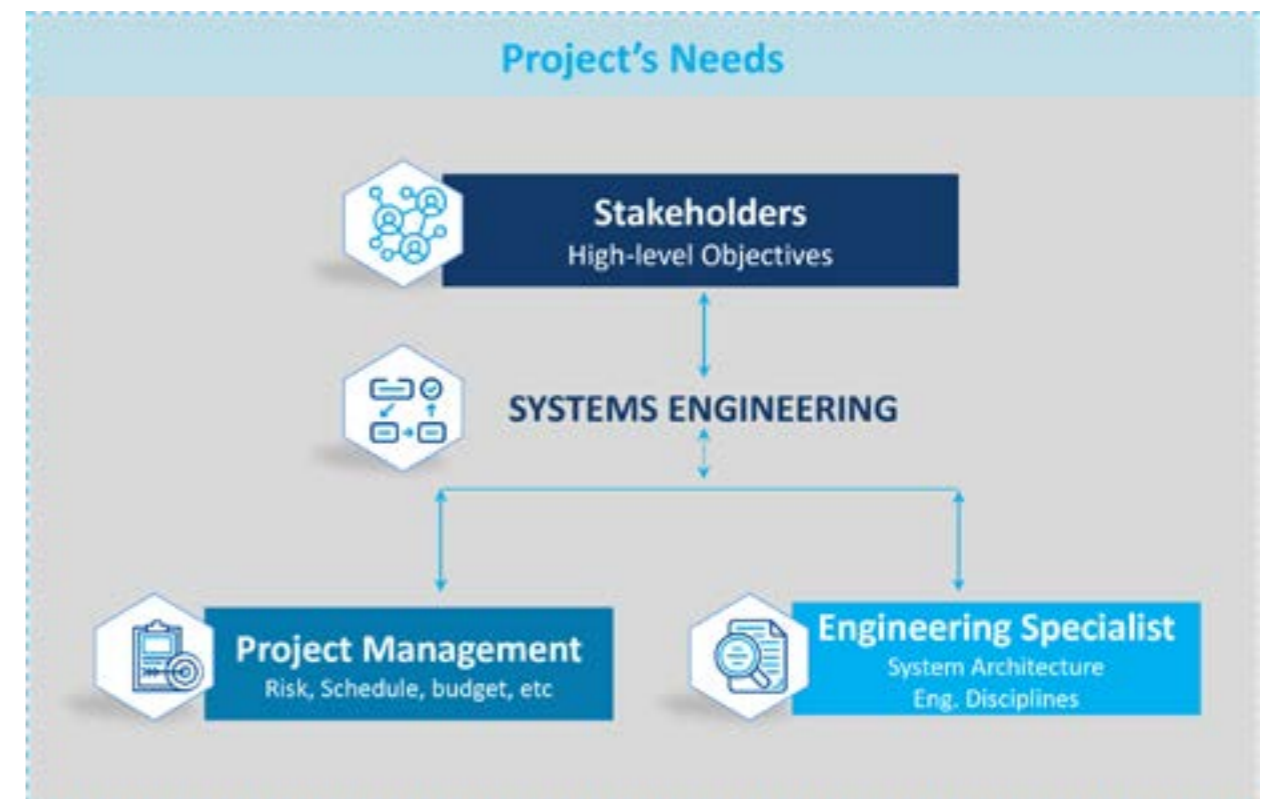 Project's Needs
Stakeholders
High-level Objectives
SYSTEMS ENGINEERING
Project Management
Risk, Schedule, budget, etc
Engineering Specialist
System Architecture
Eng. Disciplines